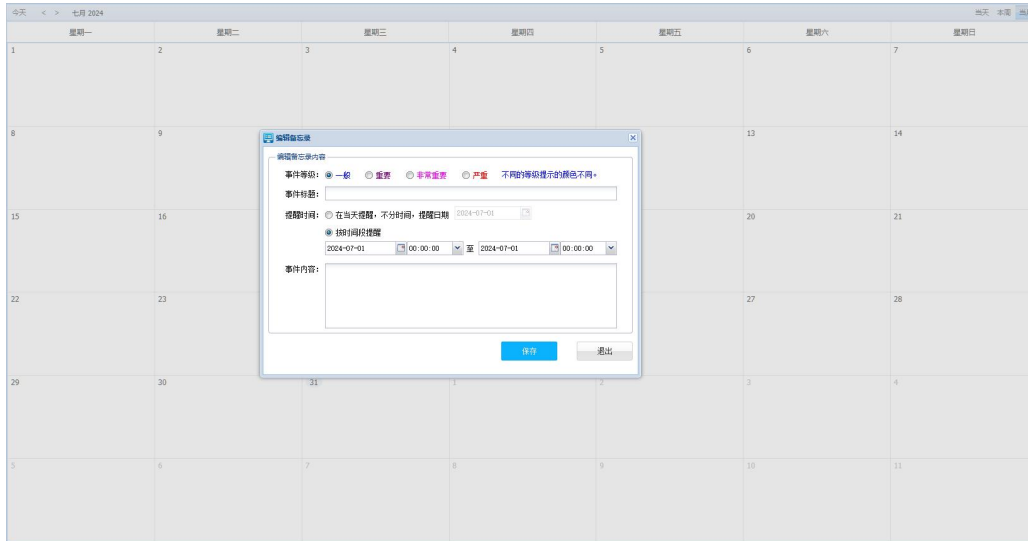 今天 < > 七月 2024 当天 本周
星期一 星期二 星期三 星期四 星期五 星期六 星期日
1 2 3 4 5 6 7
8 9 13 14
编辑备忘录
编辑备忘录内容
事件等级: 一般 重要 非常重要 严重 不同的等级提示的颜色不同。
事件标题:
提醒时间: 在当天提醒,不分时间,提醒日期 2024-07-01
按时间段提醒
2024-07-01 00:00:00 至 2024-07-01 00:00:00
事件内容:
保存 退出
15 16 20 21
22 23 27 28
29 30 31 1 2 3 4
5 6 7 8 9 10 11